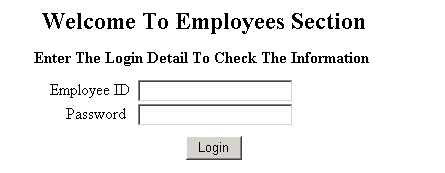 Welcome To Employees Section
Enter The Login Detail To Check The Information
Employee ID
Password
Login